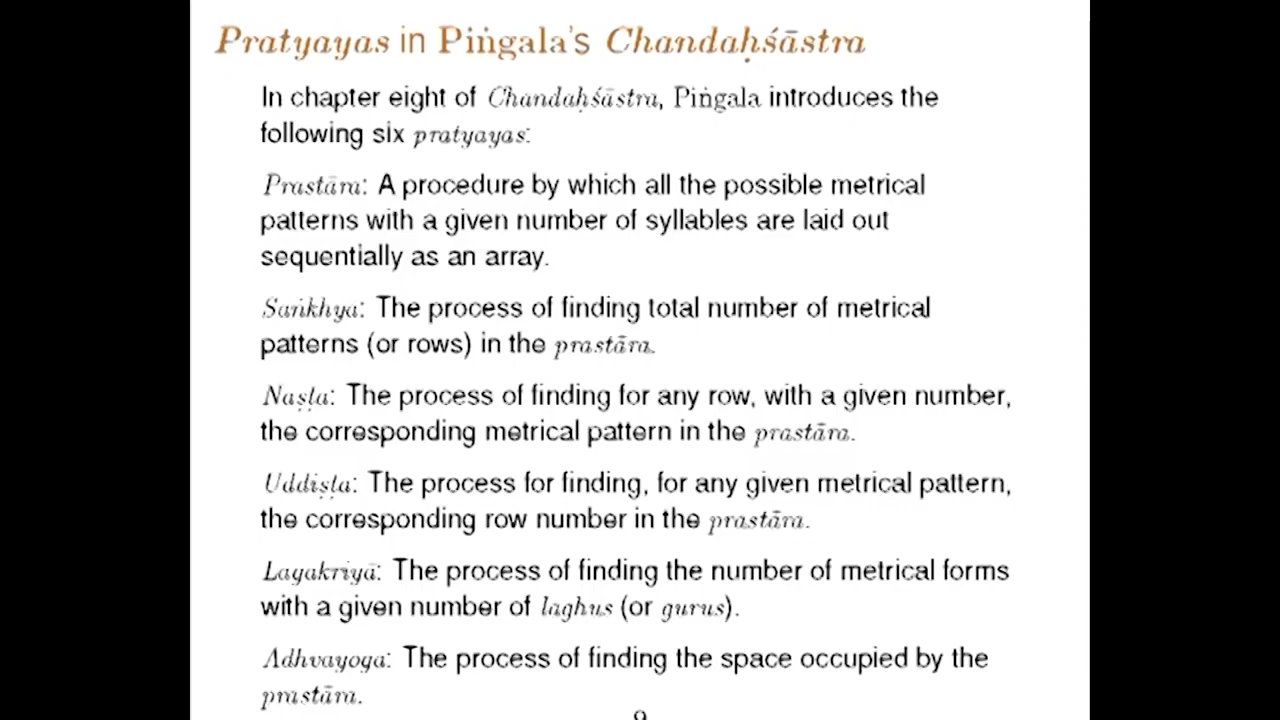 Pratyayas in Piṅgala's Chandaḥśāstra
In chapter eight of Chandaḥśāstra, Piṅgala introduces the
following six pratyayas:
Prastāra: A procedure by which all the possible metrical
patterns with a given number of syllables are laid out
sequentially as an array.
Saṅkhya: The process of finding total number of metrical
patterns (or rows) in the prastāra.
Naṣṭa: The process of finding for any row, with a given number,
the corresponding metrical pattern in the prastāra.
Uddiṣṭa: The process for finding, for any given metrical pattern,
the corresponding row number in the prastāra.
Lagakriyā: The process of finding the number of metrical forms
with a given number of laghus (or gurus).
Adhvayoga: The process of finding the space occupied by the
prastāra.